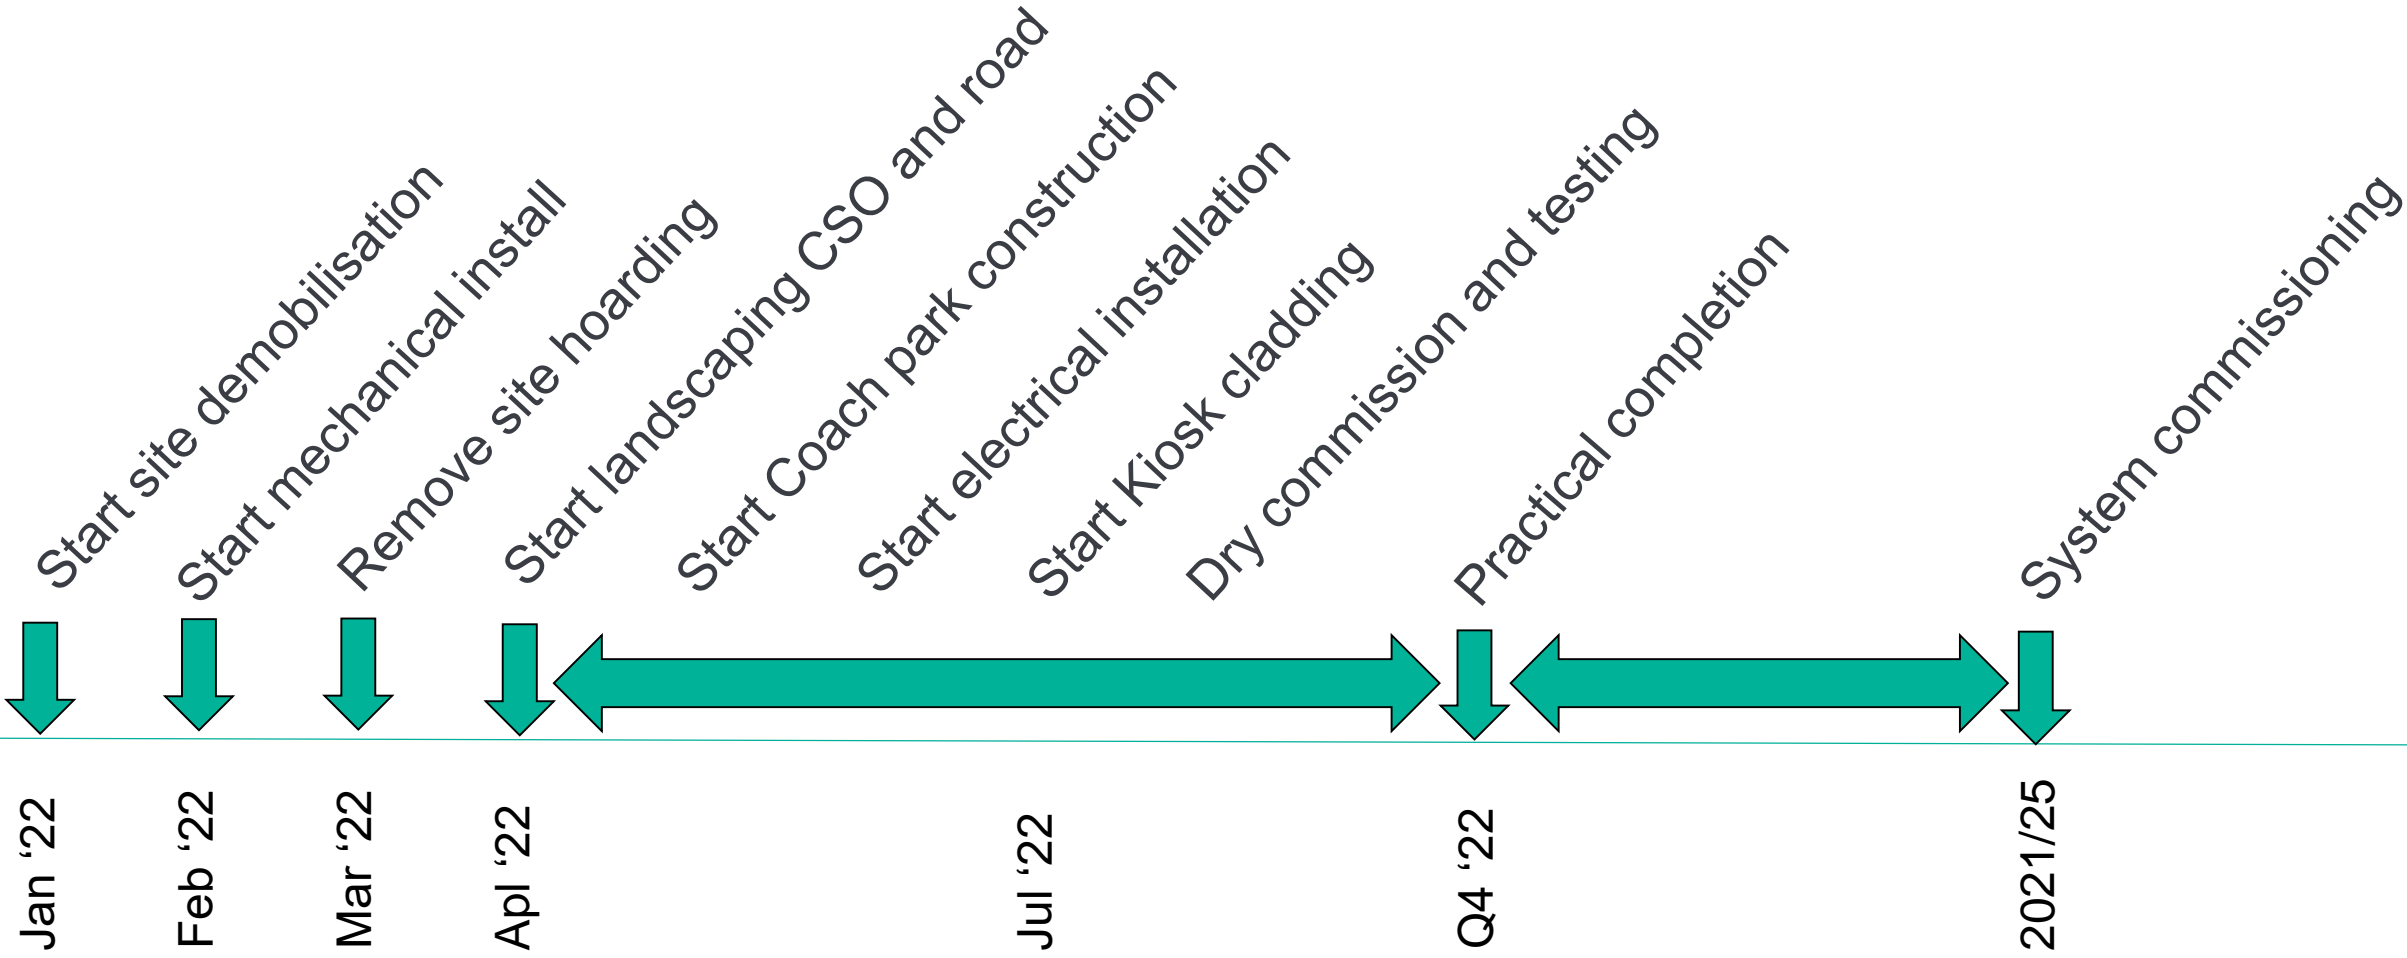 Start site demobilisation
Start mechanical install
Remove site hoarding
Start landscaping CSO and road
Start Coach park construction
Start electrical installation
Start Kiosk cladding
Dry commission and testing
Practical completion
System commissioning
Jan ‘22
Feb ‘22
Mar ‘22
Apl ‘22
Jul ‘22
Q4 ‘22
2021/25